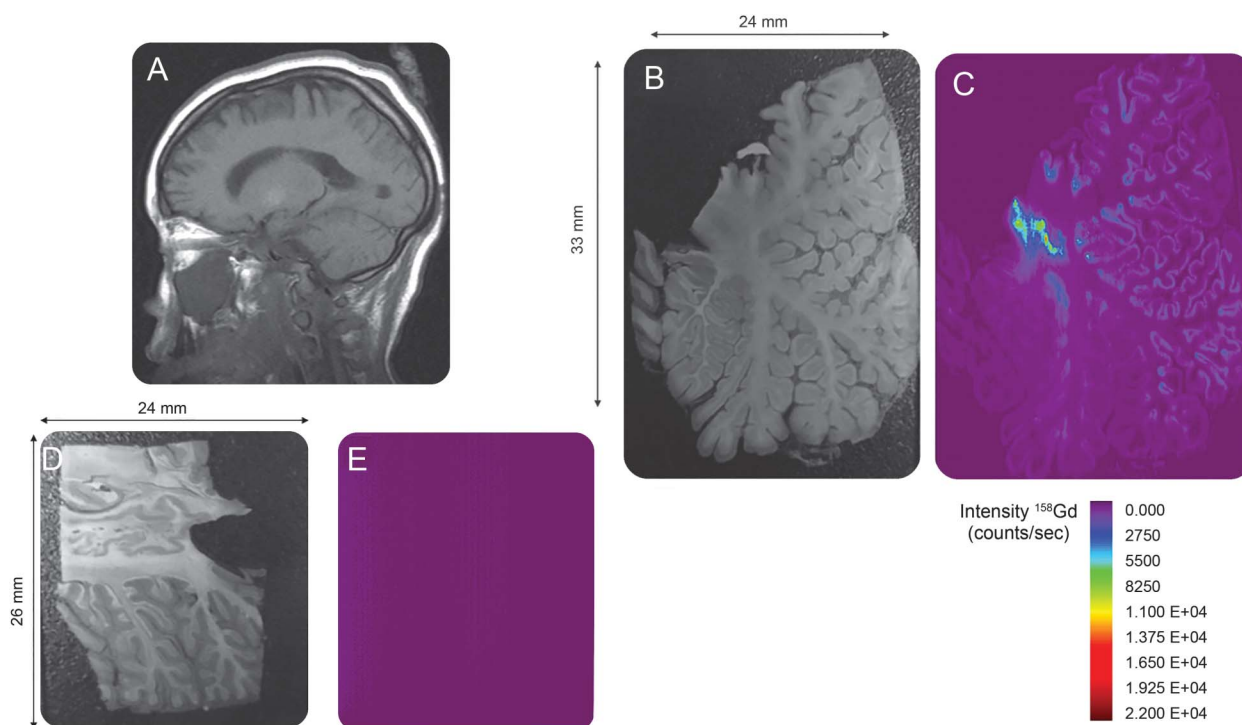 A
24 mm
33 mm
B
C
24 mm
26 mm
D
E
Intensity ¹⁵⁸Gd
(counts/sec)
0.000
2750
5500
8250
1.100 E+04
1.375 E+04
1.650 E+04
1.925 E+04
2.200 E+04